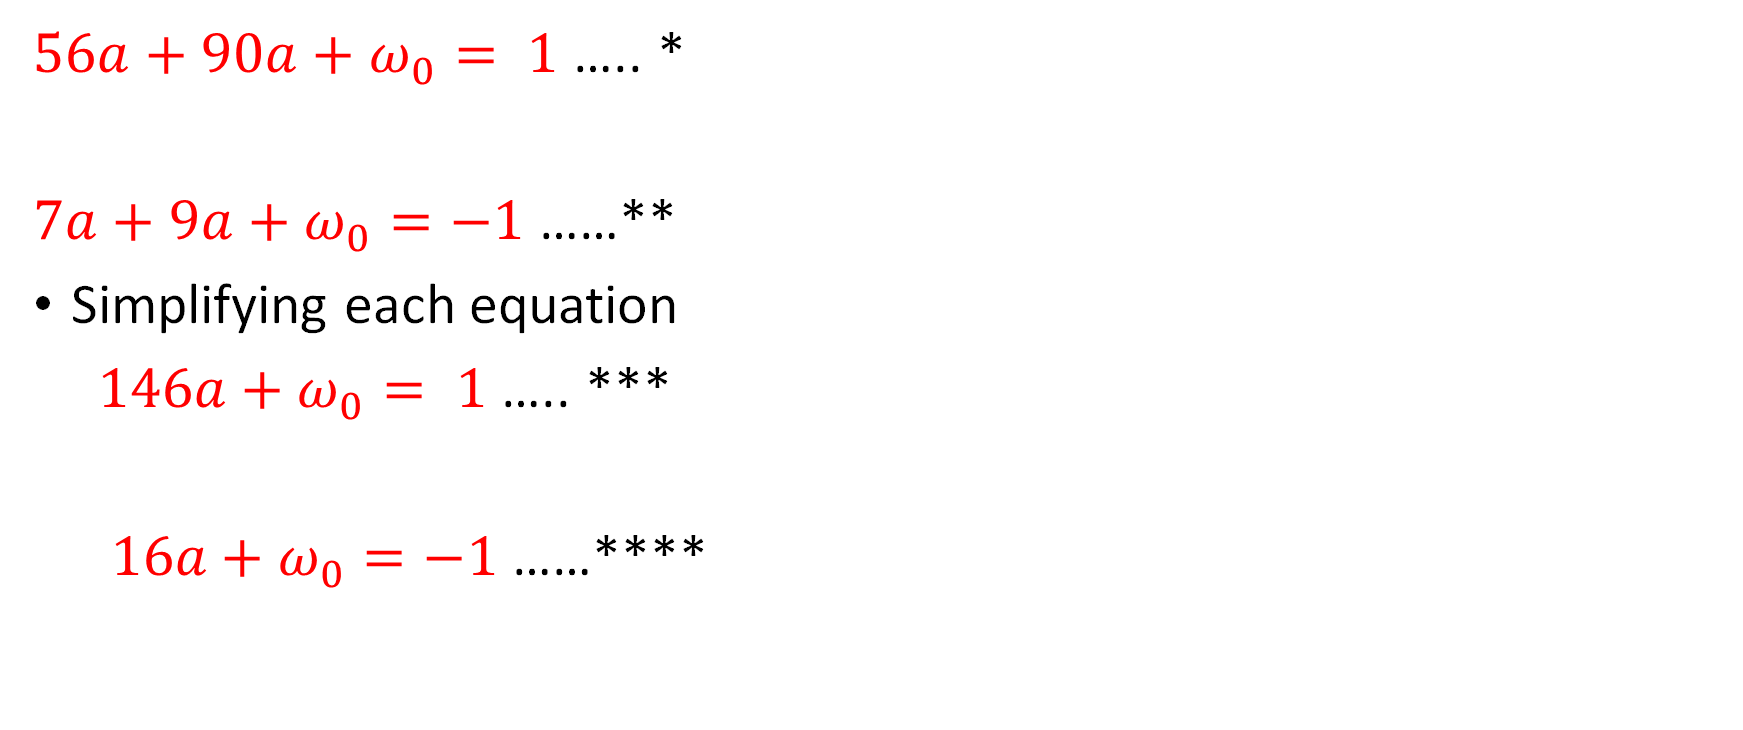 56𝑎 + 90𝑎 + 𝜔₀ = 1 ..... *
7𝑎 + 9𝑎 + 𝜔₀ = −1 ......**
• Simplifying each equation
146𝑎 + 𝜔₀ = 1 ..... ***
16𝑎 + 𝜔₀ = −1 ......****